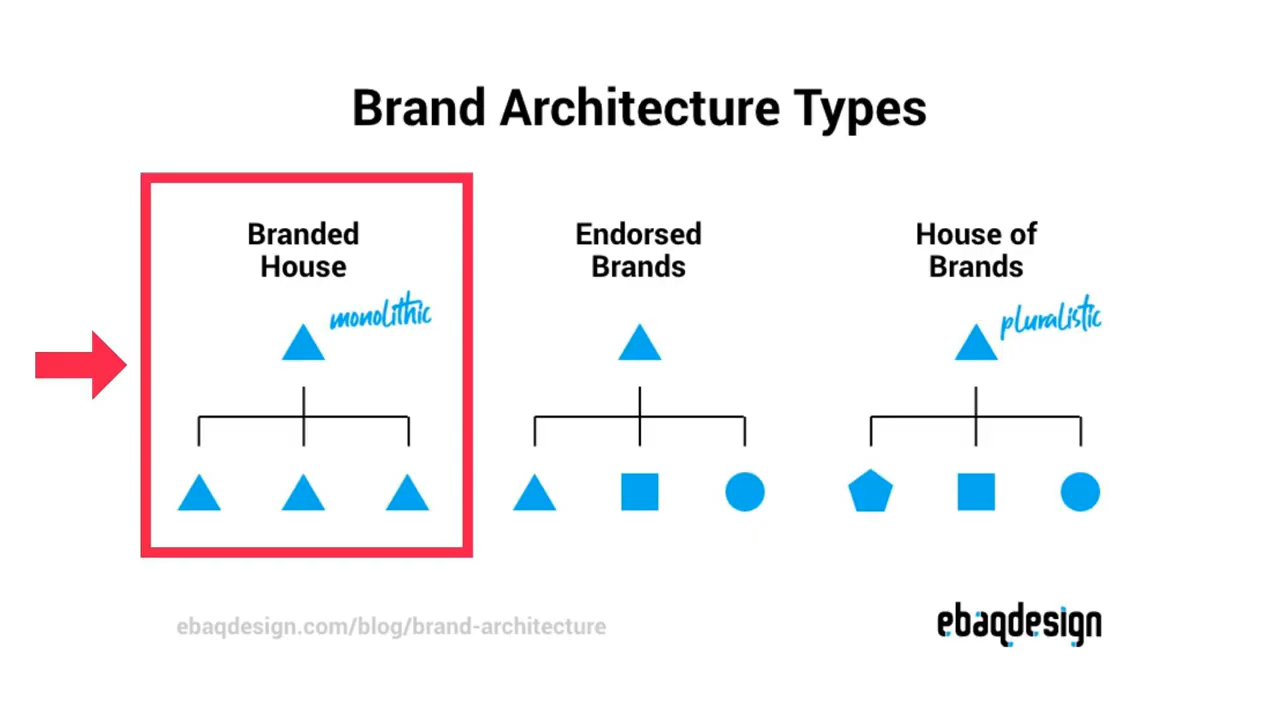 Brand Architecture Types
Branded
House
monolithic
Endorsed
Brands
House of
Brands
pluralistic
ebaqdesign.com/blog/brand-architecture
ebaqdesign